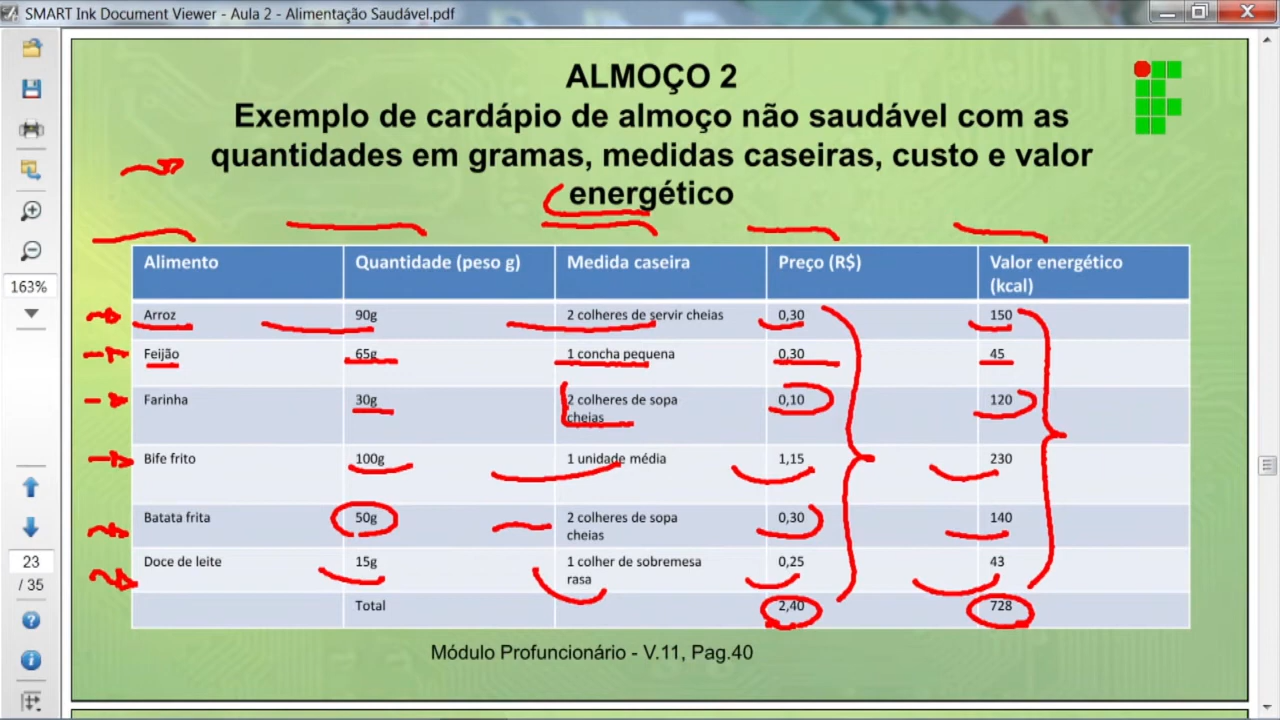 SMART Ink Document Viewer - Aula 2 - Alimentação Saudável.pdf
163%
23
/ 35
ALMOÇO 2
Exemplo de cardápio de almoço não saudável com as
quantidades em gramas, medidas caseiras, custo e valor
energético
Alimento Quantidade (peso g) Medida caseira Preço (R$) Valor energético
(kcal)
Arroz 90g 2 colheres de servir cheias 0,30 150
Feijão 65g 1 concha pequena 0,30 45
Farinha 30g 2 colheres de sopa 0,10 120
cheias
Bife frito 100g 1 unidade média 1,15 230
Batata frita 50g 2 colheres de sopa 0,30 140
cheias
Doce de leite 15g 1 colher de sobremesa 0,25 43
rasa
Total 2,40 728
Módulo Profuncionário - V.11, Pag.40